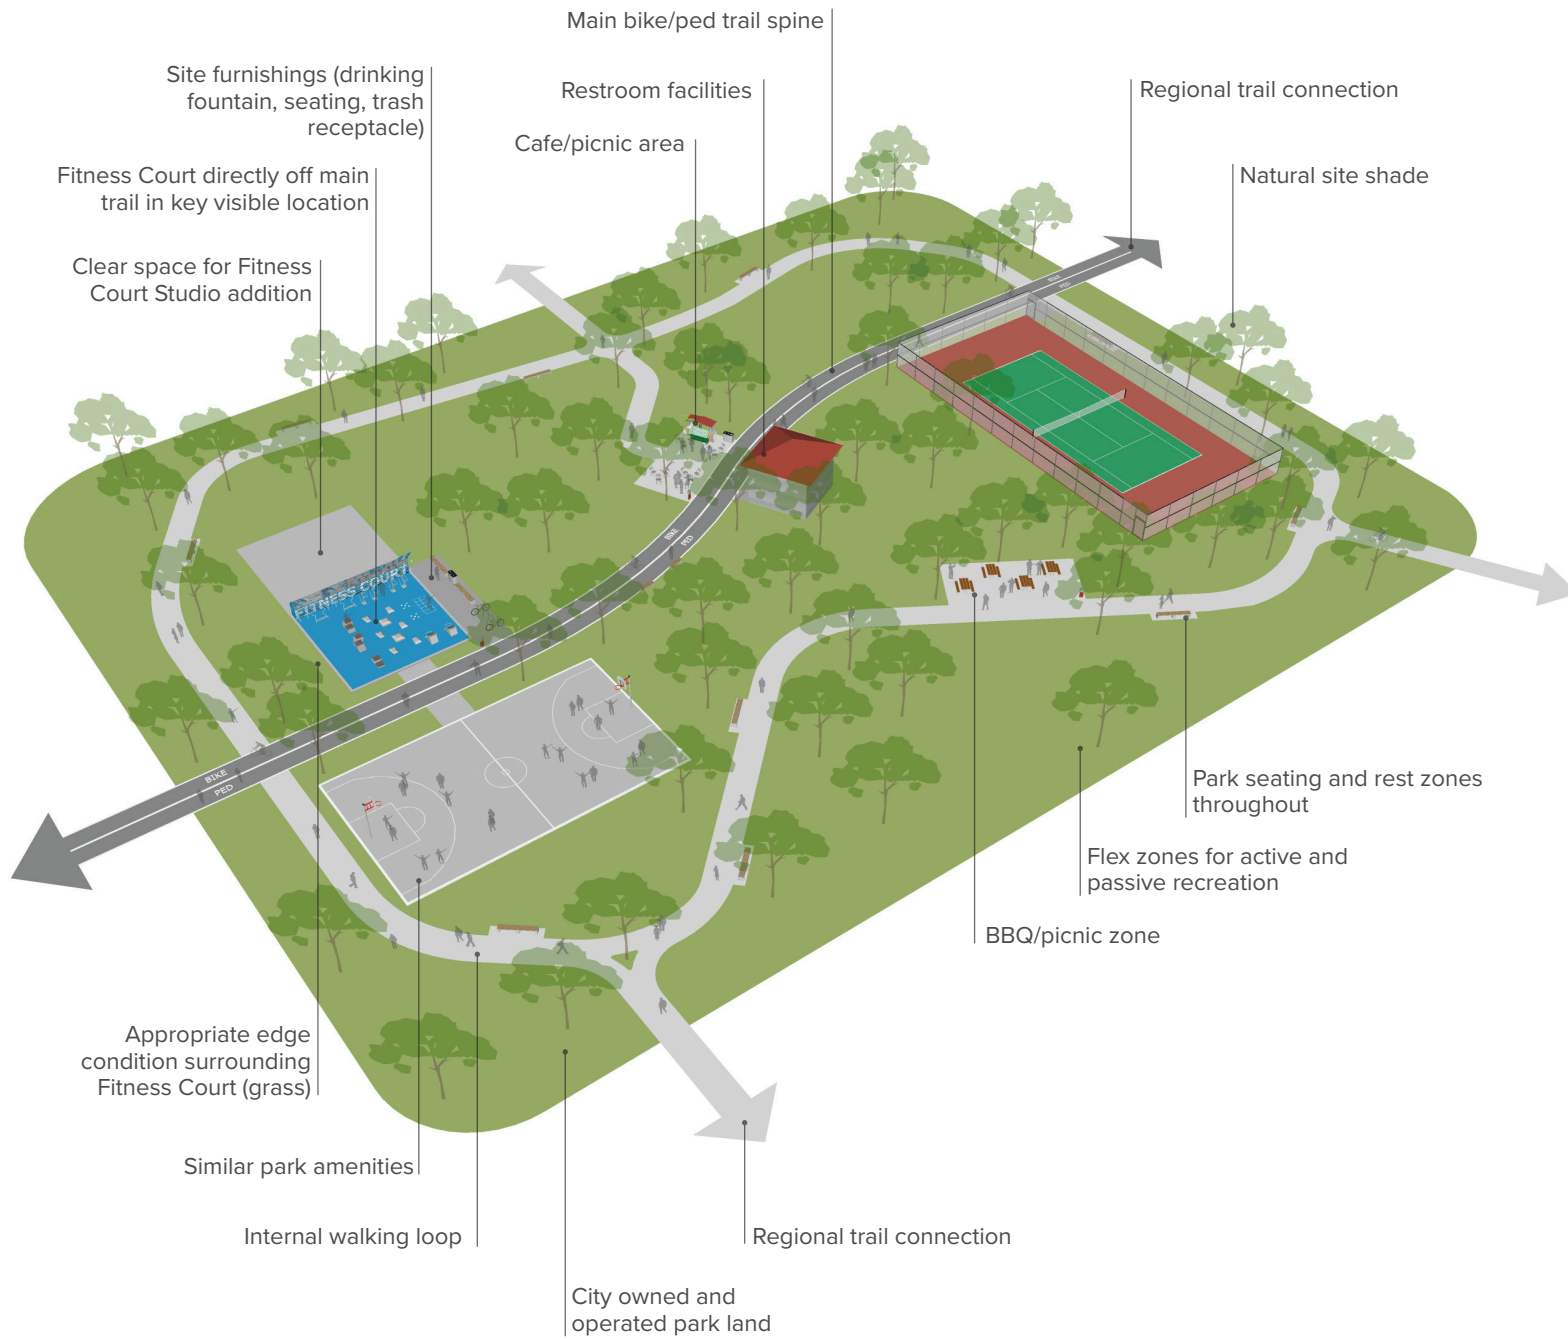 Main bike/ped trail spine
Site furnishings (drinking
fountain, seating, trash
receptacle)
Restroom facilities
Regional trail connection
Cafe/picnic area
Fitness Court directly off main
trail in key visible location
Natural site shade
Clear space for Fitness
Court Studio addition
BIKE
PED
BIKE
PED
FITNESS COURT
BIKE
PED
Park seating and rest zones
throughout
Flex zones for active and
passive recreation
BBQ/picnic zone
Appropriate edge
condition surrounding
Fitness Court (grass)
Similar park amenities
Internal walking loop
Regional trail connection
City owned and
operated park land